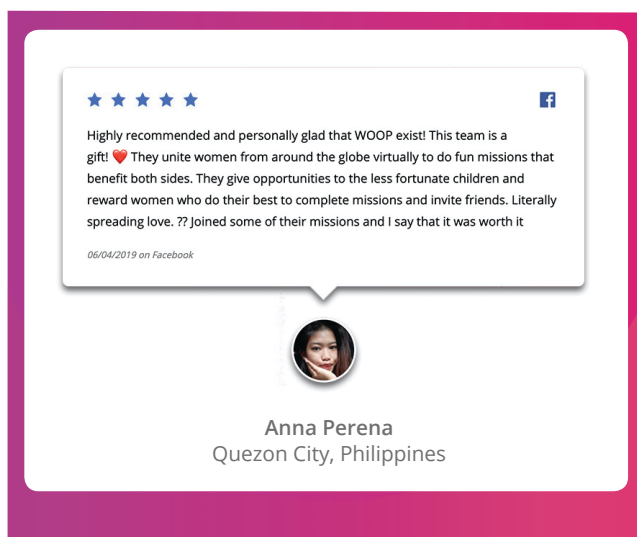 Highly recommended and personally glad that WOOP exist! This team is a
gift! ❤️ They unite women from around the globe virtually to do fun missions that
benefit both sides. They give opportunities to the less fortunate children and
reward women who do their best to complete missions and invite friends. Literally
spreading love. ?? Joined some of their missions and I say that it was worth it
06/04/2019 on Facebook
Anna Perena
Quezon City, Philippines